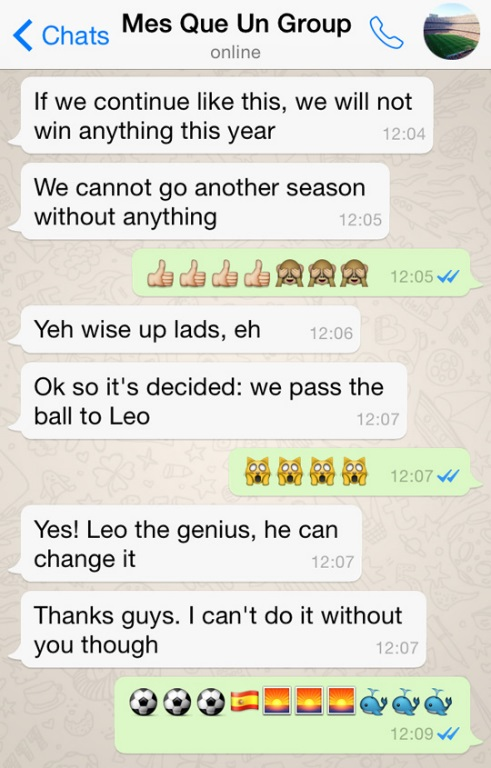 Chats
Mes Que Un Group
online
If we continue like this, we will not
win anything this year
12:04
We cannot go another season
without anything
12:05
👍👍👍👍🙈🙈🙈
12:05
Yeh wise up lads, eh
12:06
Ok so it's decided: we pass the
ball to Leo
12:07
🙀🙀🙀🙀
12:07
Yes! Leo the genius, he can
change it
12:07
Thanks guys. I can't do it without
you though
12:07
⚽⚽⚽🇪🇸🌅🌅🌅🐳🐳🐳
12:09